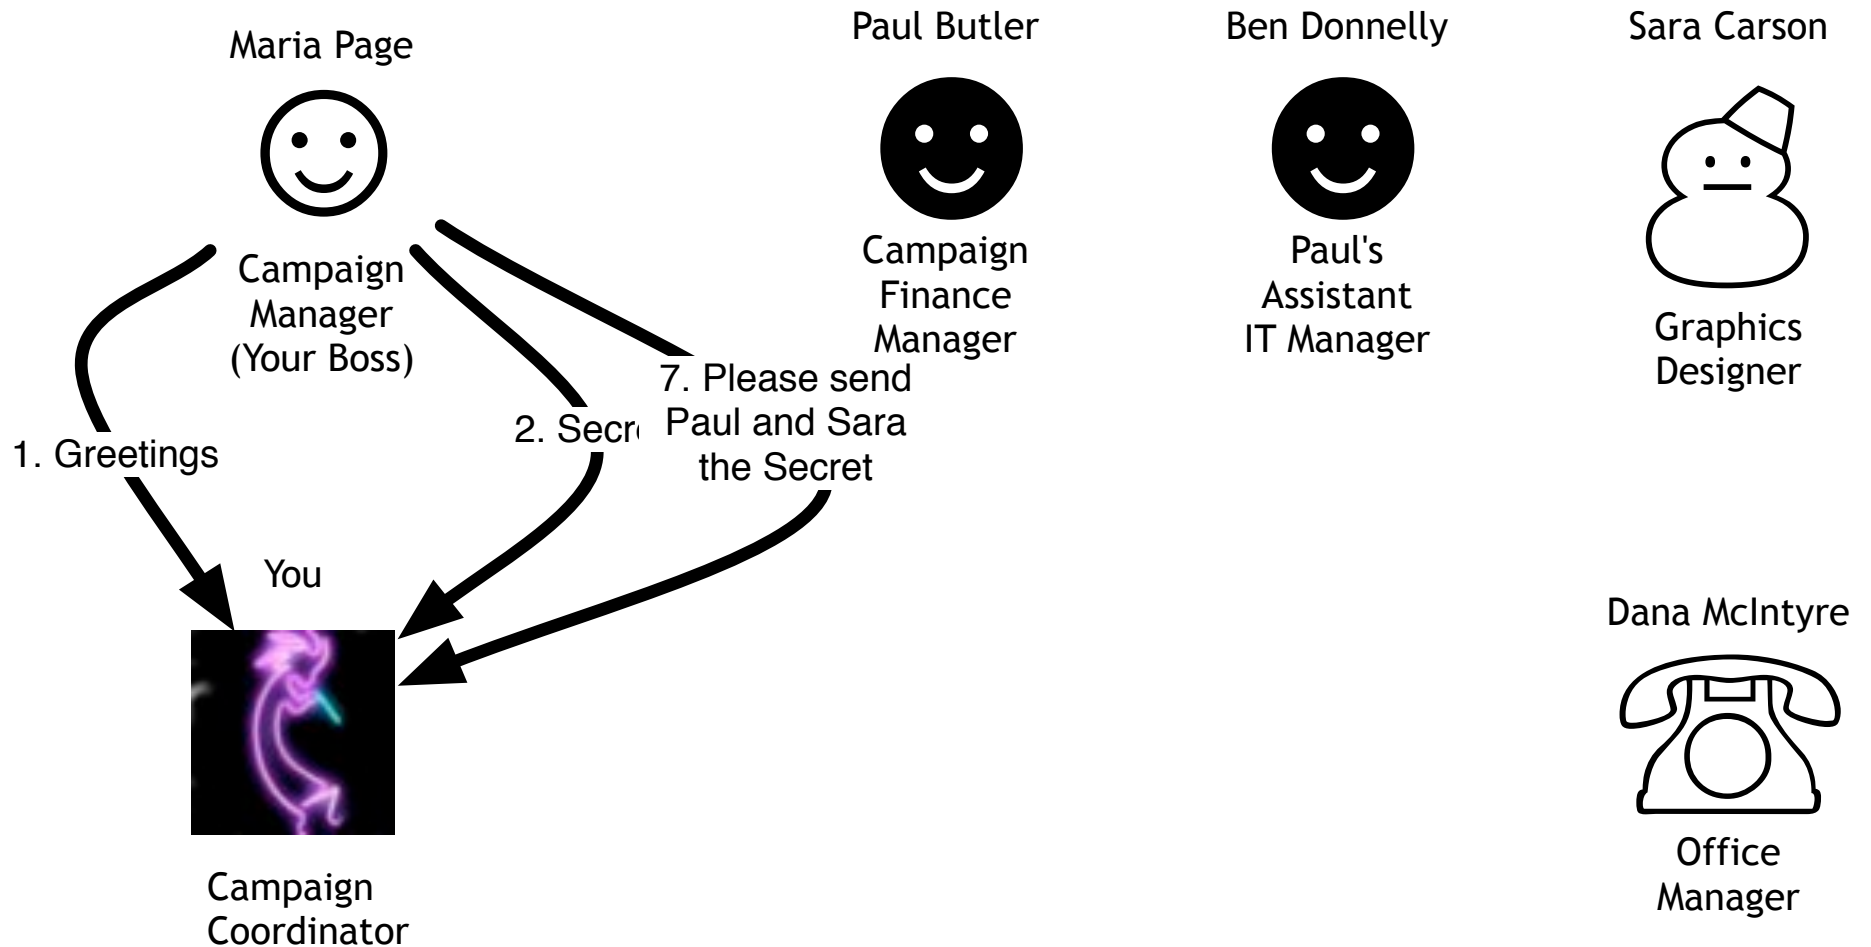 Maria Page
Paul Butler
Ben Donnelly
Sara Carson
Campaign
Manager
(Your Boss)
Campaign
Finance
Manager
Paul's
Assistant
IT Manager
Graphics
Designer
1. Greetings
2. Secr
7. Please send
Paul and Sara
the Secret
You
Campaign
Coordinator
Dana McIntyre
Office
Manager